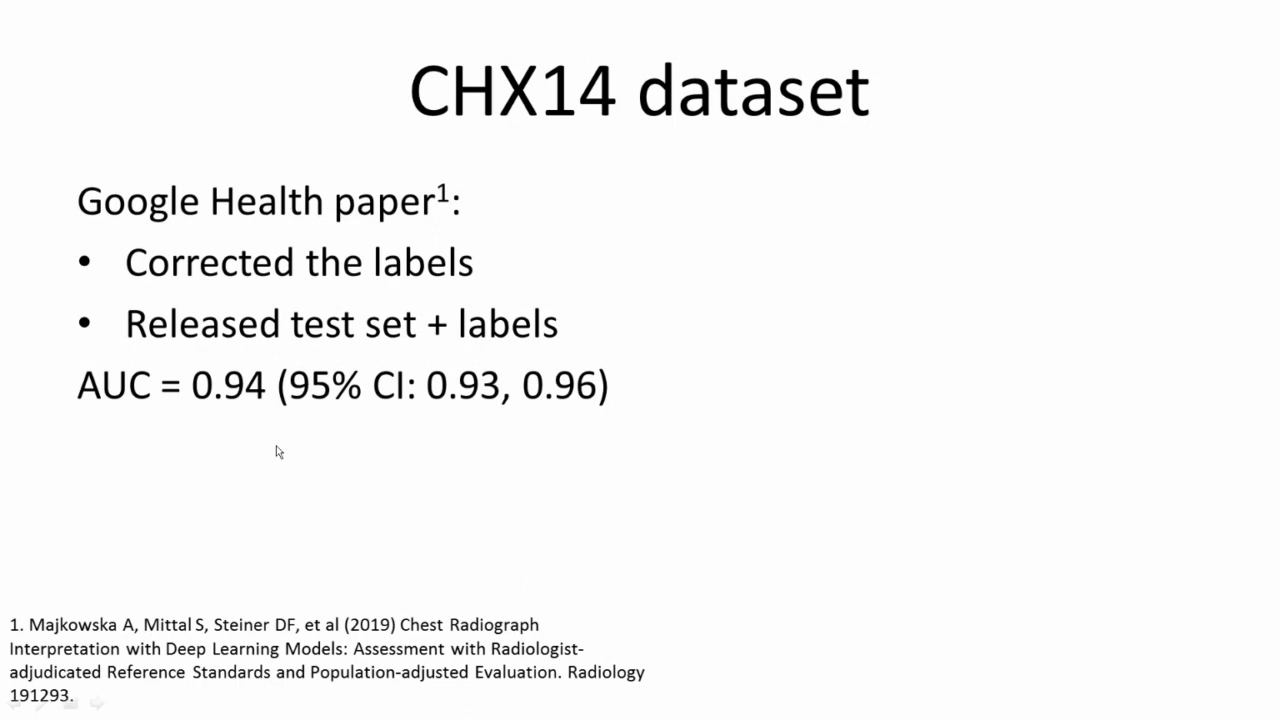 CHX14 dataset
Google Health paper¹:
• Corrected the labels
• Released test set + labels
AUC = 0.94 (95% CI: 0.93, 0.96)
1. Majkowska A, Mittal S, Steiner DF, et al (2019) Chest Radiograph
Interpretation with Deep Learning Models: Assessment with Radiologist-
adjudicated Reference Standards and Population-adjusted Evaluation. Radiology
191293.